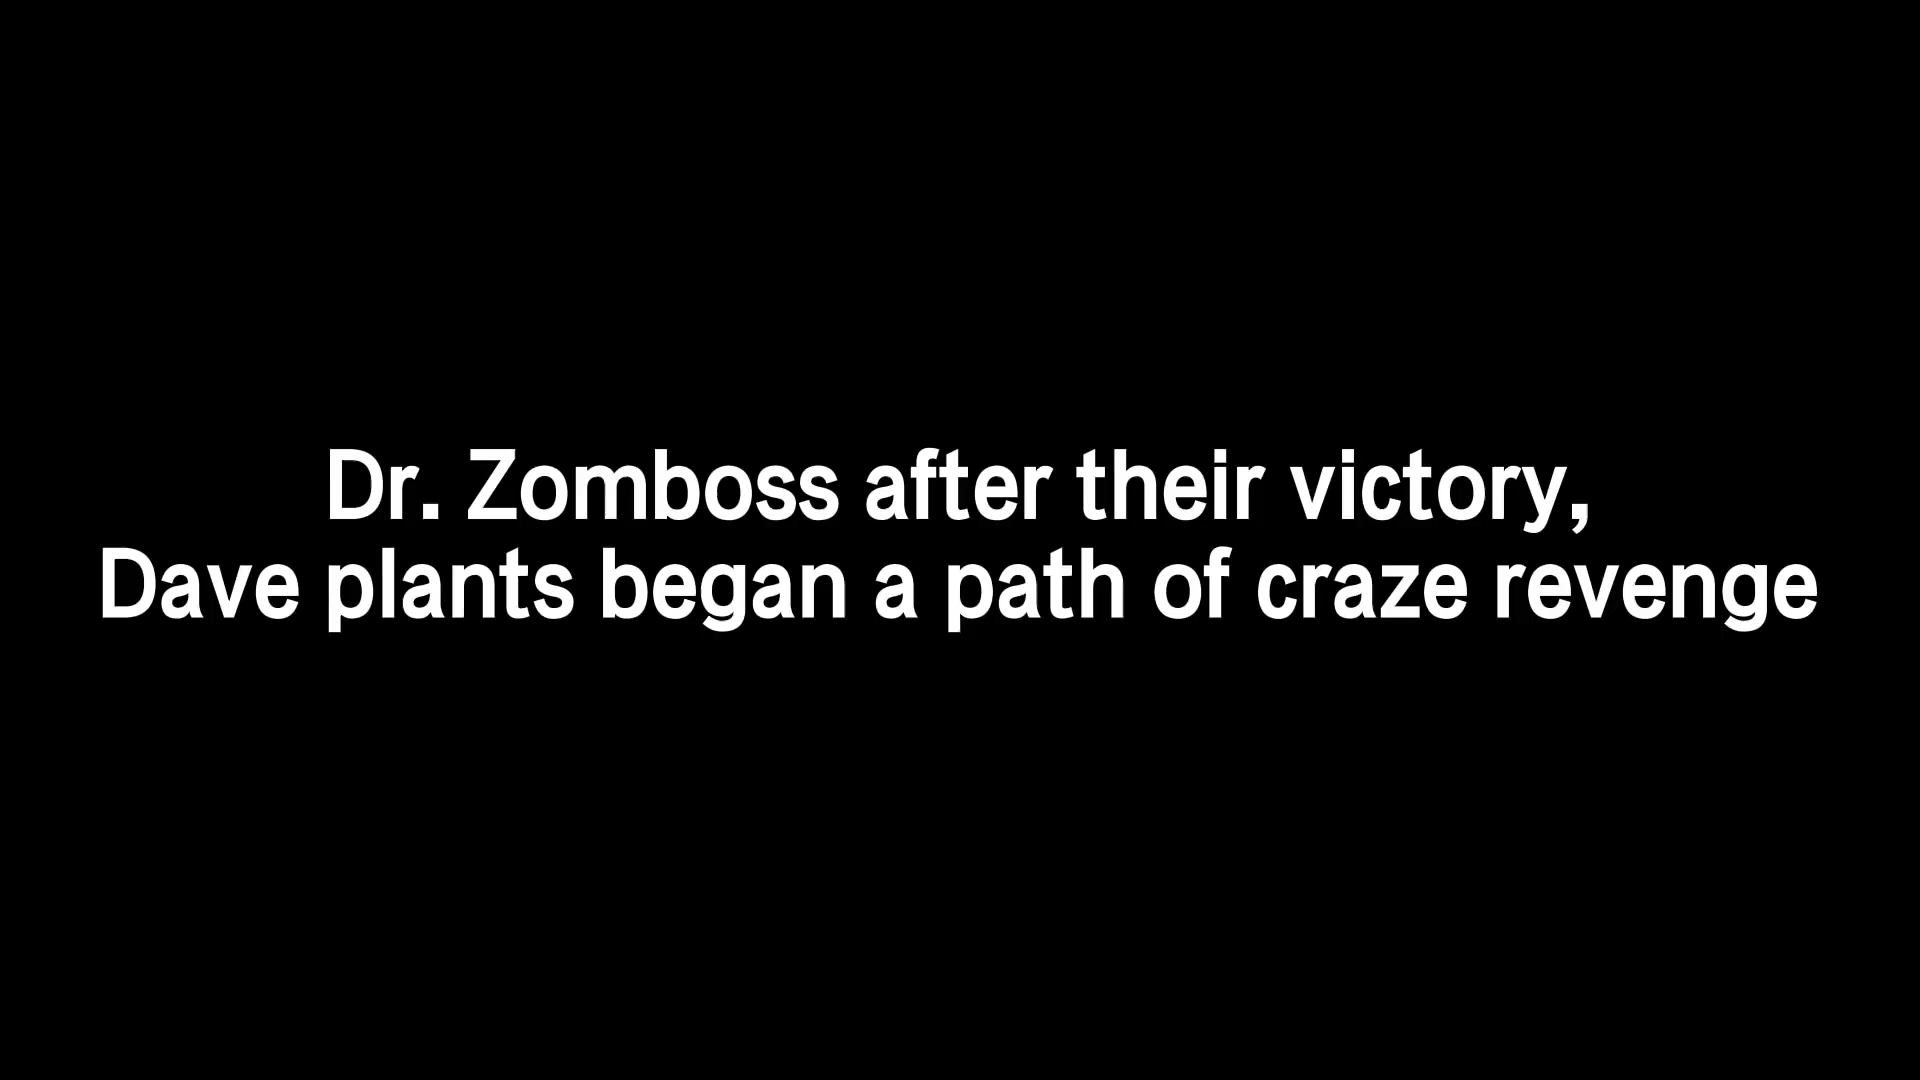 Dr. Zomboss after their victory,
Dave plants began a path of craze revenge